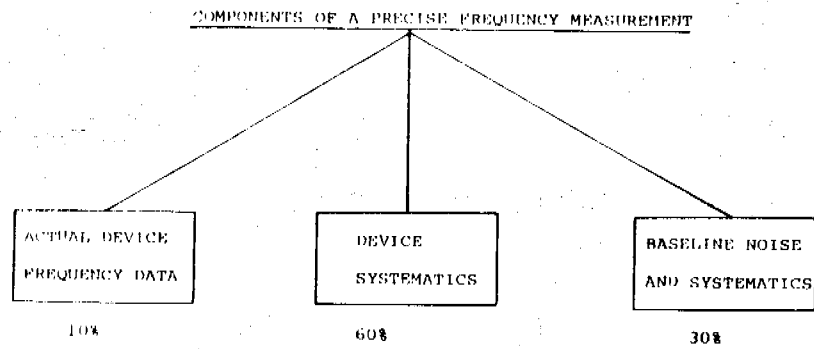 COMPONENTS OF A PRECISE FREQUENCY MEASUREMENT
ACTUAL DEVICE
FREQUENCY DATA
DEVICE
SYSTEMATICS
BASELINE NOISE
AND SYSTEMATICS
10%
60%
30%